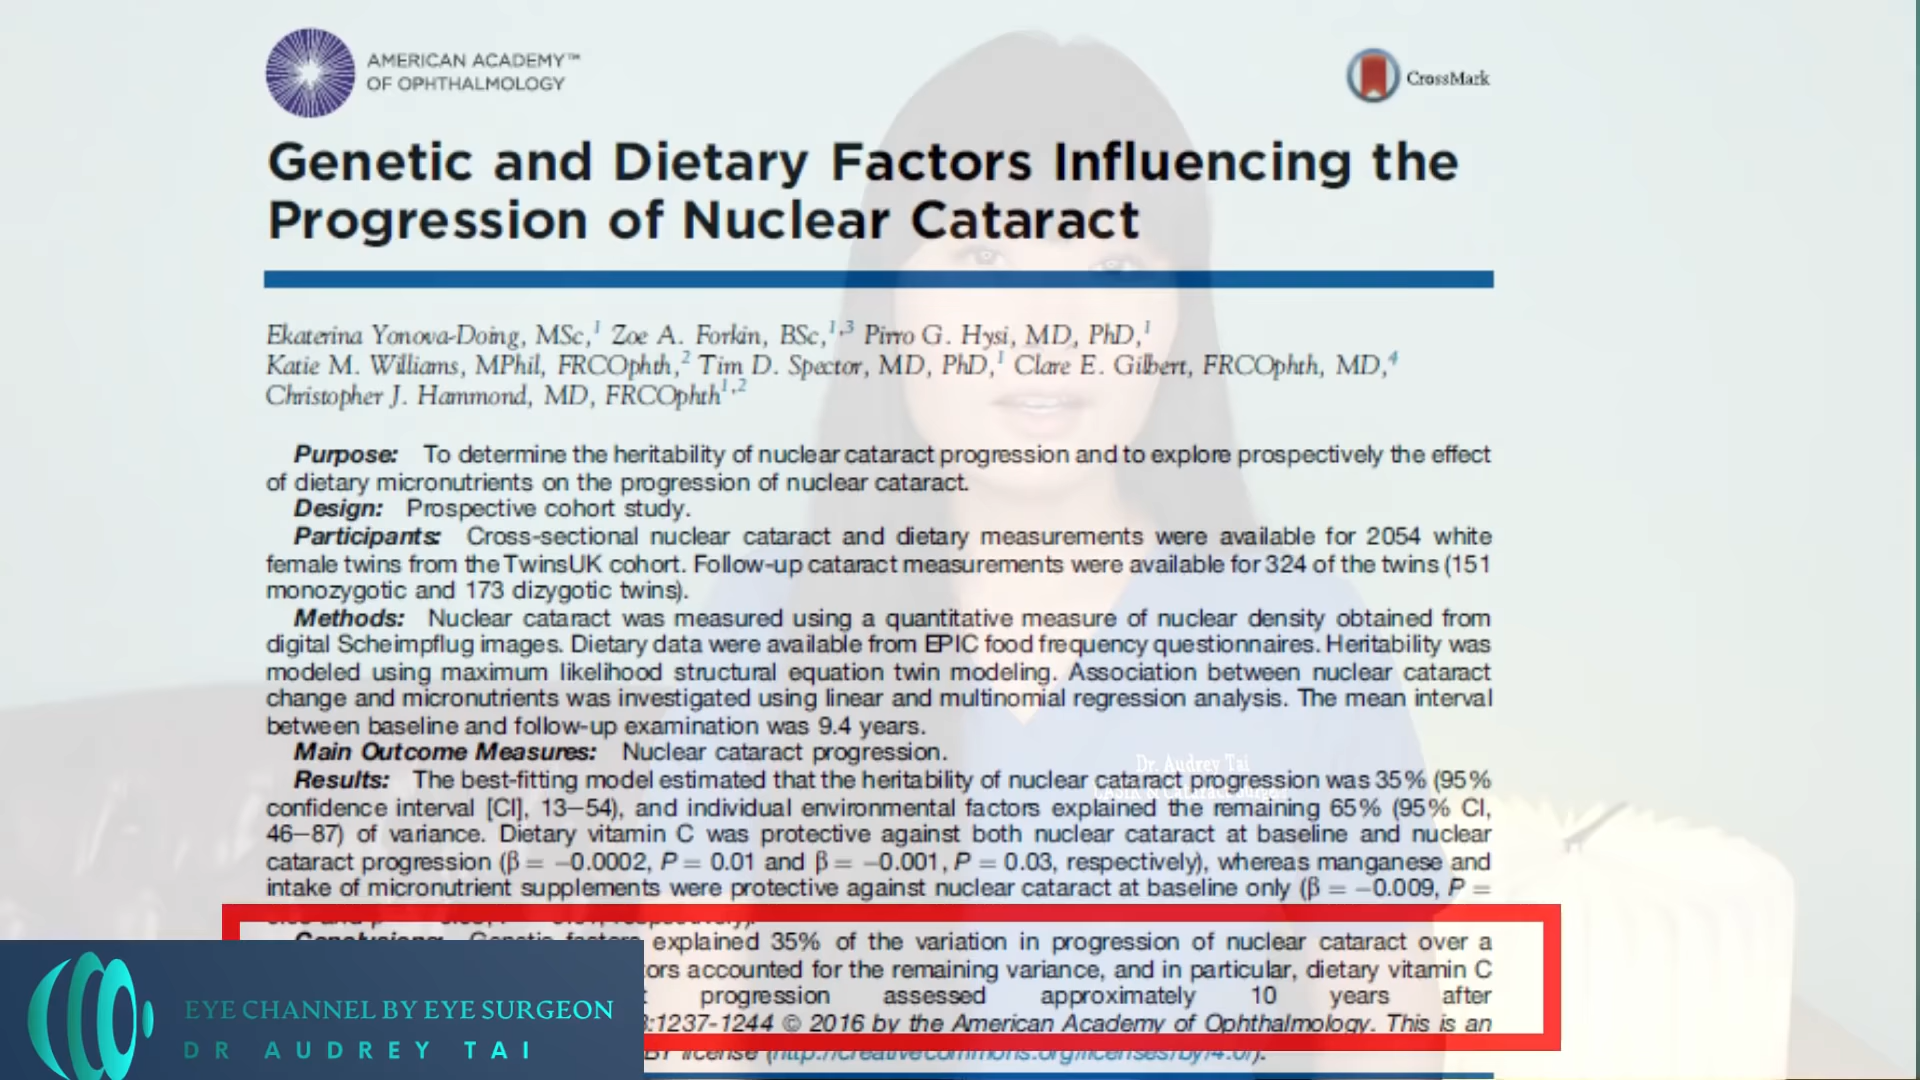 AMERICAN ACADEMY™
OF OPHTHALMOLOGY
CrossMark
Genetic and Dietary Factors Influencing the
Progression of Nuclear Cataract
Ekaterina Yonova-Doing, MSc,1 Zoe A. Forkin, BSc,1,3 Pirro G. Hysi, MD, PhD,1
Katie M. Williams, MPhil, FRCOphth,2 Tim D. Spector, MD, PhD,1 Clare E. Gilbert, FRCOphth, MD,4
Christopher J. Hammond, MD, FRCOphth1,2
Purpose: To determine the heritability of nuclear cataract progression and to explore prospectively the effect
of dietary micronutrients on the progression of nuclear cataract.
Design: Prospective cohort study.
Participants: Cross-sectional nuclear cataract and dietary measurements were available for 2054 white
female twins from the TwinsUK cohort. Follow-up cataract measurements were available for 324 of the twins (151
monozygotic and 173 dizygotic twins).
Methods: Nuclear cataract was measured using a quantitative measure of nuclear density obtained from
digital Scheimpflug images. Dietary data were available from EPIC food frequency questionnaires. Heritability was
modeled using maximum likelihood structural equation twin modeling. Association between nuclear cataract
change and micronutrients was investigated using linear and multinomial regression analysis. The mean interval
between baseline and follow-up examination was 9.4 years.
Main Outcome Measures: Nuclear cataract progression.
Results: The best-fitting model estimated that the heritability of nuclear cataract progression was 35% (95%
confidence interval [CI], 13–54), and individual environmental factors explained the remaining 65% (95% CI,
46–87) of variance. Dietary vitamin C was protective against both nuclear cataract at baseline and nuclear
cataract progression (β = −0.0002, P = 0.01 and β = −0.001, P = 0.03, respectively), whereas manganese and
intake of micronutrient supplements were protective against nuclear cataract at baseline only (β = −0.009, P =
Conclusions: Genetic factors explained 35% of the variation in progression of nuclear cataract over a
tors accounted for the remaining variance, and in particular, dietary vitamin C
progression assessed approximately 10 years after
:1237-1244 © 2016 by the American Academy of Ophthalmology. This is an
BY license (http://creativecommons.org/licenses/by/4.0/).
Dr. Audrey Tai
LASIK & Cataract Surgeon
EYE CHANNEL BY EYE SURGEON
DR AUDREY TAI